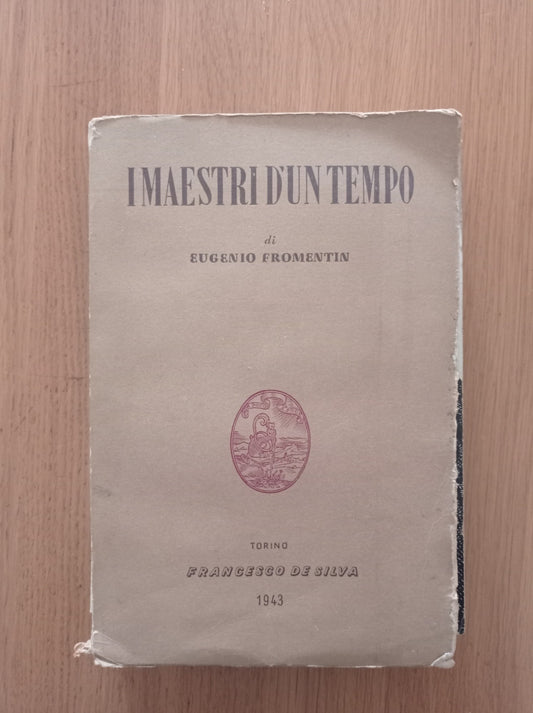 I MAESTRI D'UN TEMPO
di
EUGENIO FROMENTIN
TORINO
FRANCESCO DE SILVA
1943